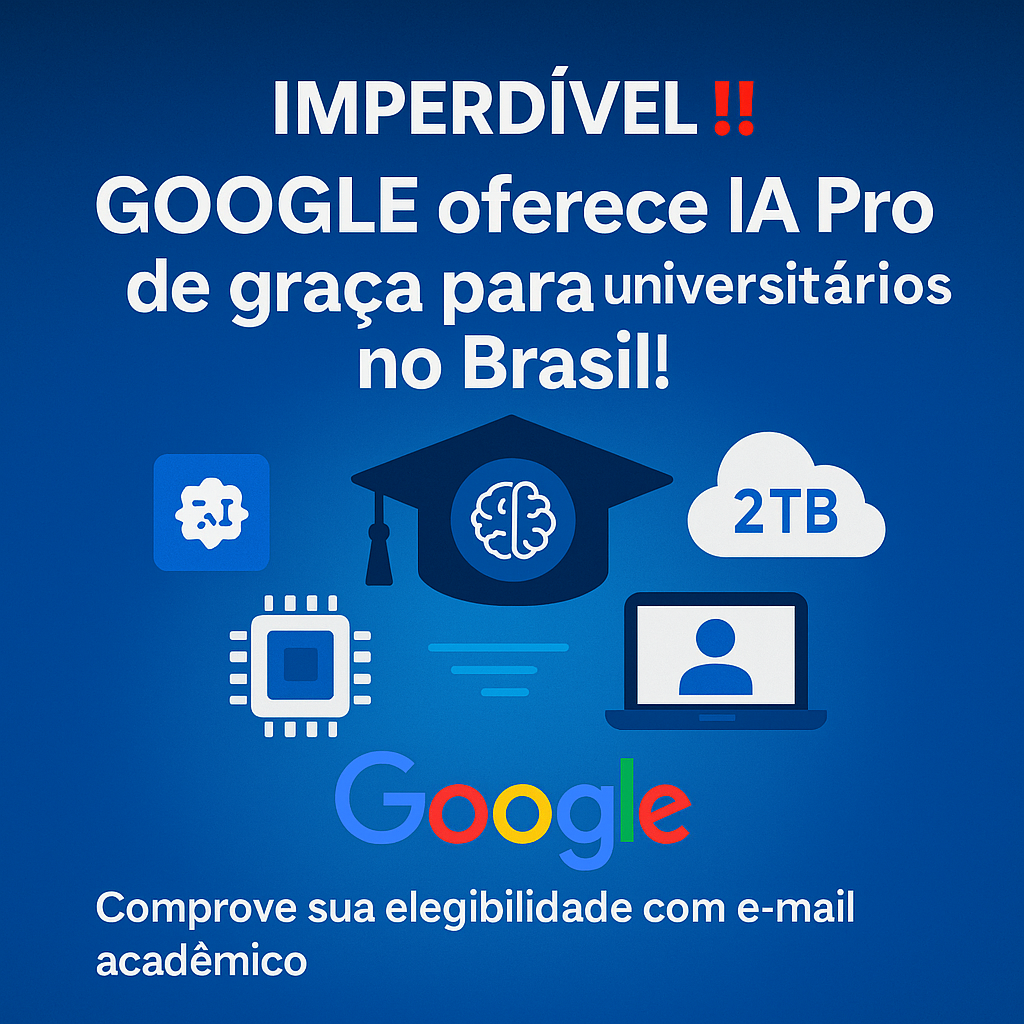 IMPERDÍVEL‼
GOOGLE oferece IA Pro
de graça para universitários
no Brasil!
2TB
Google
Comprove sua elegibilidade com e-mail
acadêmico